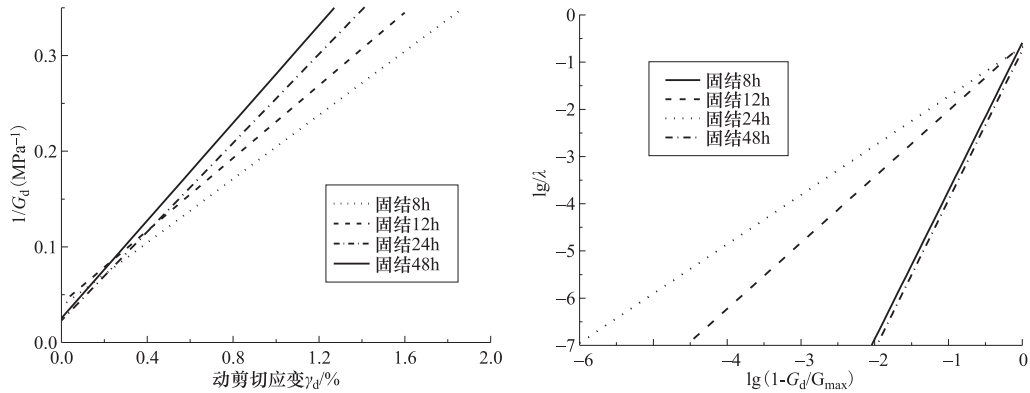 0.3
0.2
0.1
0.0
0.0
0.4
0.8
1.2
1.6
2.0
1/G_d(MPa⁻¹)
动剪切应变γ_d/%
固结8h
固结12h
固结24h
固结48h
0
−1
−2
−3
−4
−5
−6
−7
−6
−5
−4
−3
−2
−1
0
lg/λ
lg(1-G_d/G_max)
固结8h
固结12h
固结24h
固结48h